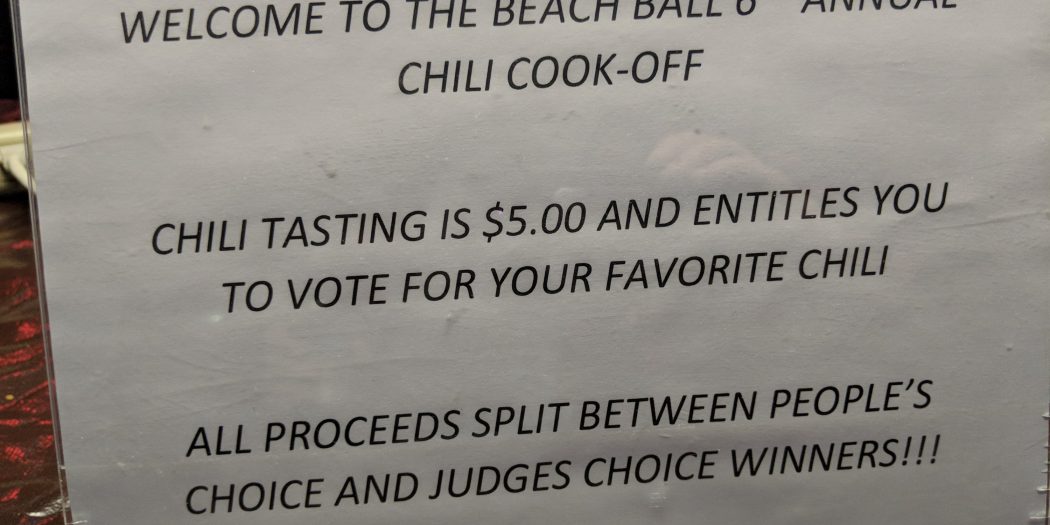 WELCOME TO THE BEACH BALL 6 ANNUAL
CHILI COOK-OFF
CHILI TASTING IS $5.00 AND ENTITLES YOU
TO VOTE FOR YOUR FAVORITE CHILI
ALL PROCEEDS SPLIT BETWEEN PEOPLE'S
CHOICE AND JUDGES CHOICE WINNERS!!!